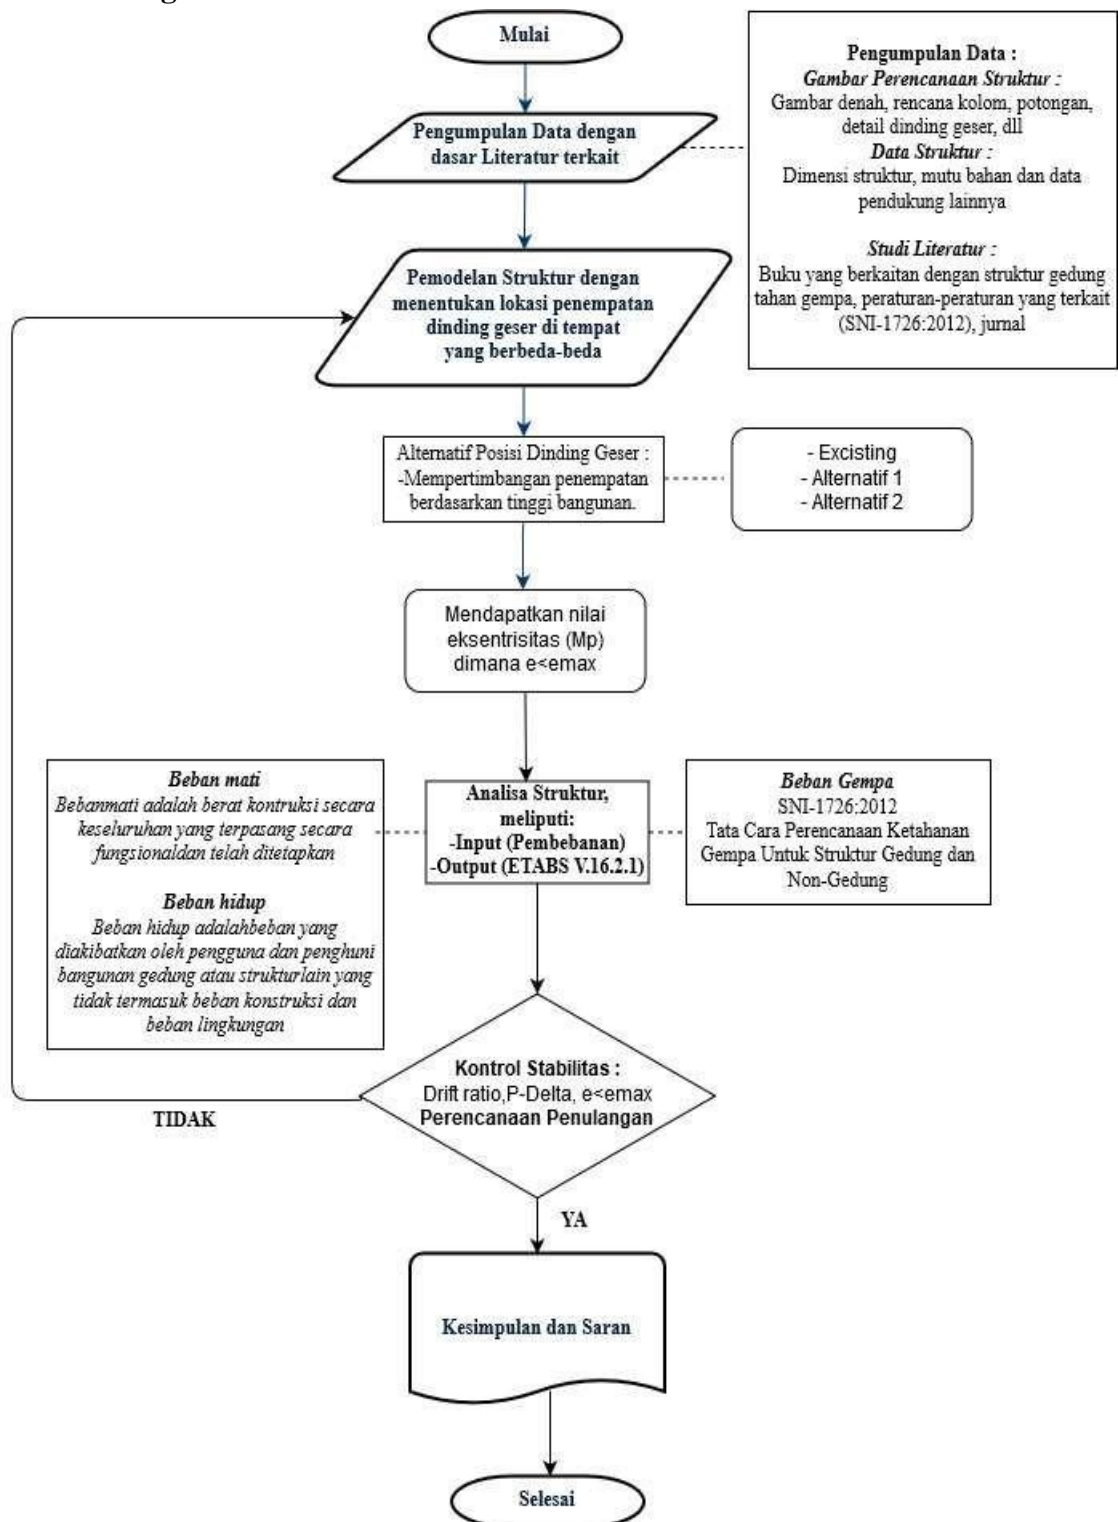 Mulai
Pengumpulan Data dengan
dasar Literatur terkait
Pengumpulan Data :
Gambar Perencanaan Struktur :
Gambar denah, rencana kolom, potongan,
detail dinding geser, dll
Data Struktur :
Dimensi struktur, mutu bahan dan data
pendukung lainnya
Studi Literatur :
Buku yang berkaitan dengan struktur gedung
tahan gempa, peraturan-peraturan yang terkait
(SNI-1726:2012), jurnal
Pemodelan Struktur dengan
menentukan lokasi penempatan
dinding geser di tempat
yang berbeda-beda
Alternatif Posisi Dinding Geser :
-Mempertimbangan penempatan
berdasarkan tinggi bangunan.
- Excisting
- Alternatif 1
- Alternatif 2
Mendapatkan nilai
eksentrisitas (Mp)
dimana e<emax
Beban mati
Bebanmati adalah berat kontruksi secara
keseluruhan yang terpasang secara
fungsionaldan telah ditetapkan
Beban hidup
Beban hidup adalahbeban yang
diakibatkan oleh pengguna dan penghuni
bangunan gedung atau strukturlain yang
tidak termasuk beban konstruksi dan
beban lingkungan
Analisa Struktur,
meliputi:
-Input (Pembebanan)
-Output (ETABS V.16.2.1)
Beban Gempa
SNI-1726:2012
Tata Cara Perencanaan Ketahanan
Gempa Untuk Struktur Gedung dan
Non-Gedung
Kontrol Stabilitas :
Drift ratio,P-Delta, e<emax
Perencanaan Penulangan
TIDAK
YA
Kesimpulan dan Saran
Selesai